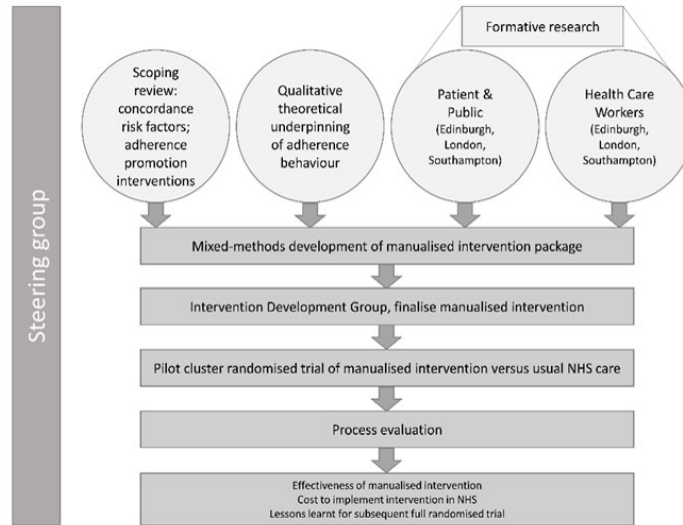 Steering group
Formative research
Scoping
review:
concordance
risk factors;
adherence
promotion
interventions
Qualitative
theoretical
underpinning
of adherence
behaviour
Patient &
Public
(Edinburgh,
London,
Southampton)
Health Care
Workers
(Edinburgh,
London,
Southampton)
Mixed-methods development of manualised intervention package
Intervention Development Group, finalise manualised intervention
Pilot cluster randomised trial of manualised intervention versus usual NHS care
Process evaluation
Effectiveness of manualised intervention
Cost to implement intervention in NHS
Lessons learnt for subsequent full randomised trial